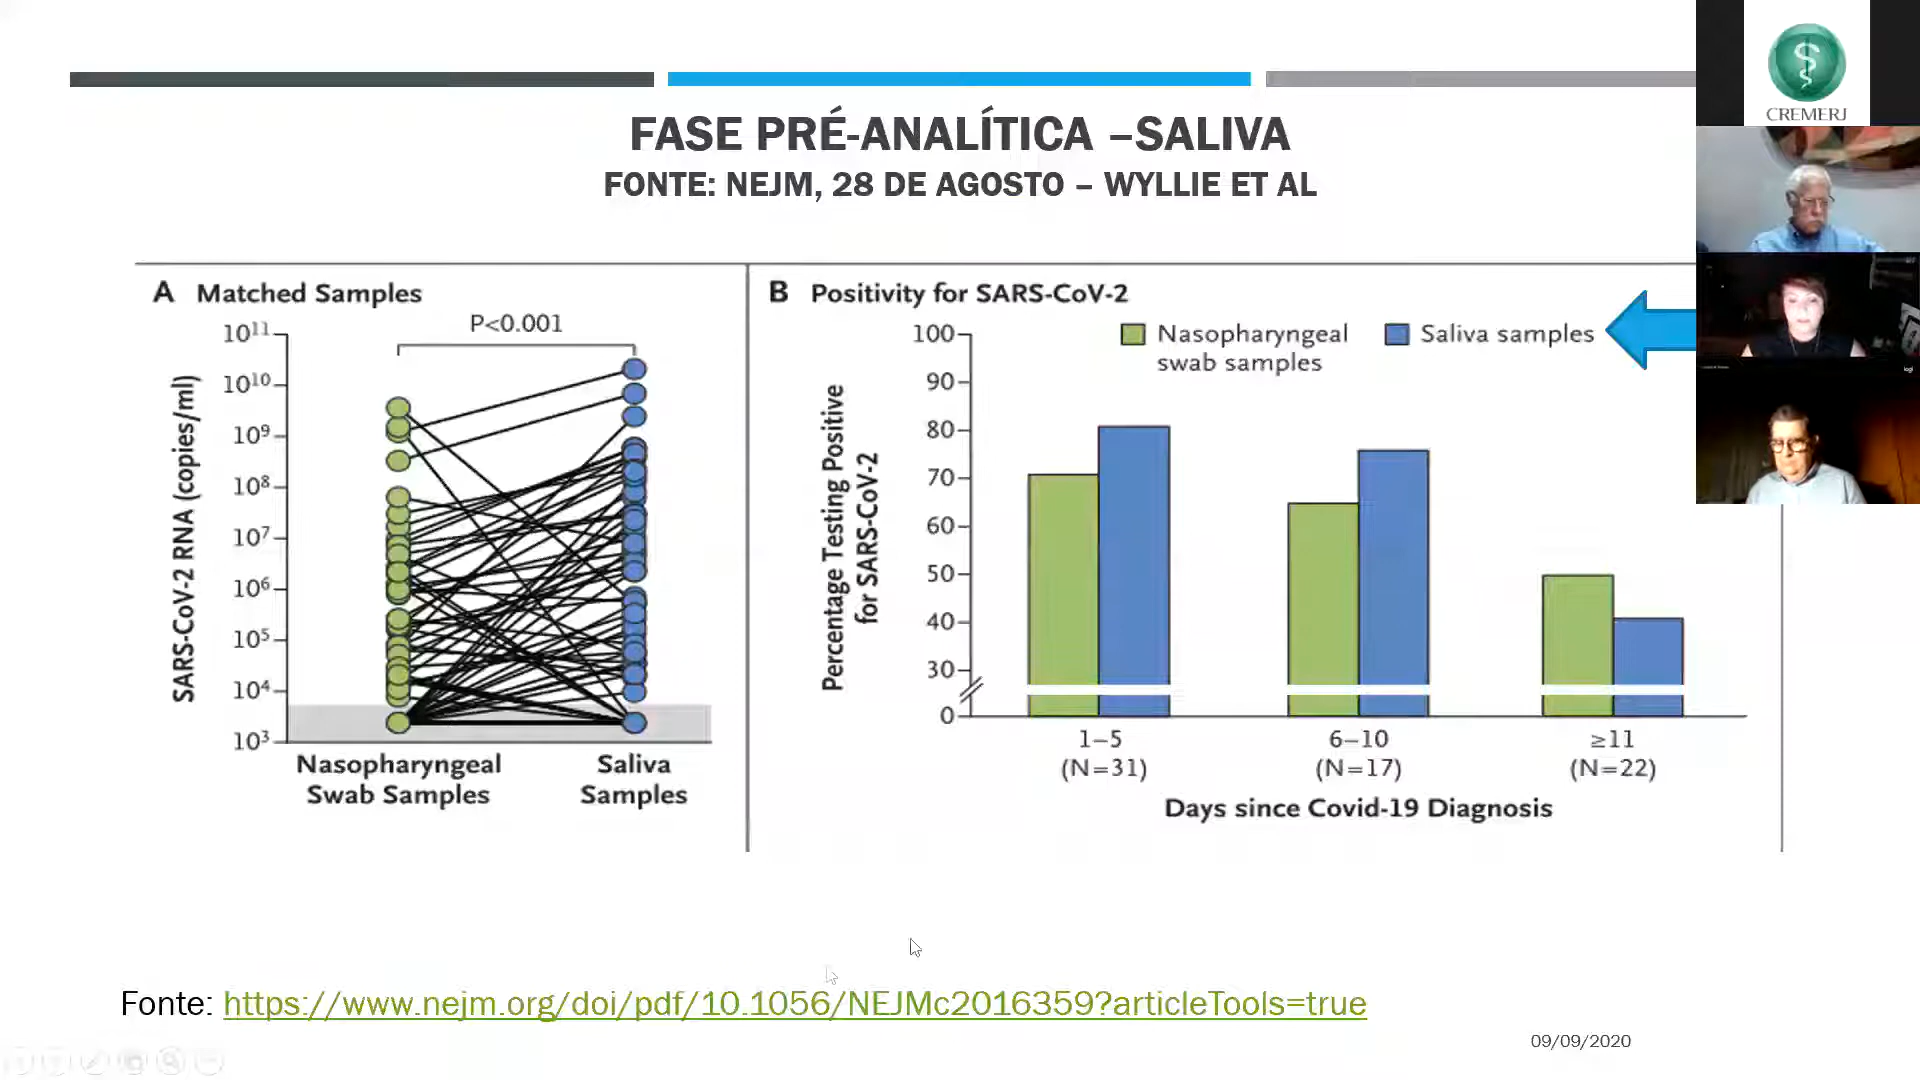 CREMERJ
FASE PRÉ-ANALÍTICA –SALIVA
FONTE: NEJM, 28 DE AGOSTO – WYLLIE ET AL
A Matched Samples
P<0.001
SARS-CoV-2 RNA (copies/ml)
10¹¹
10¹⁰
10⁹
10⁸
10⁷
10⁶
10⁵
10⁴
10³
Nasopharyngeal
Swab Samples
Saliva
Samples
B Positivity for SARS-CoV-2
Nasopharyngeal
swab samples
Saliva samples
Percentage Testing Positive
for SARS-CoV-2
100
90
80
70
60
50
40
30
0
1–5
(N=31)
6–10
(N=17)
≥11
(N=22)
Days since Covid-19 Diagnosis
Fonte: https://www.nejm.org/doi/pdf/10.1056/NEJMc2016359?articleTools=true
09/09/2020